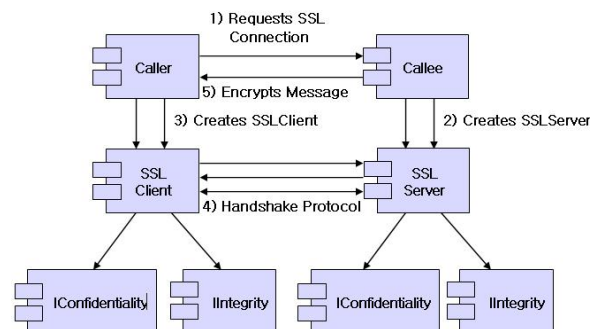 1) Requests SSL
Connection
Caller
Callee
5) Encrypts Message
3) Creates SSLClient
2) Creates SSLServer
SSL
Client
SSL
Server
4) Handshake Protocol
IConfidentiality
IIntegrity
IConfidentiality
IIntegrity